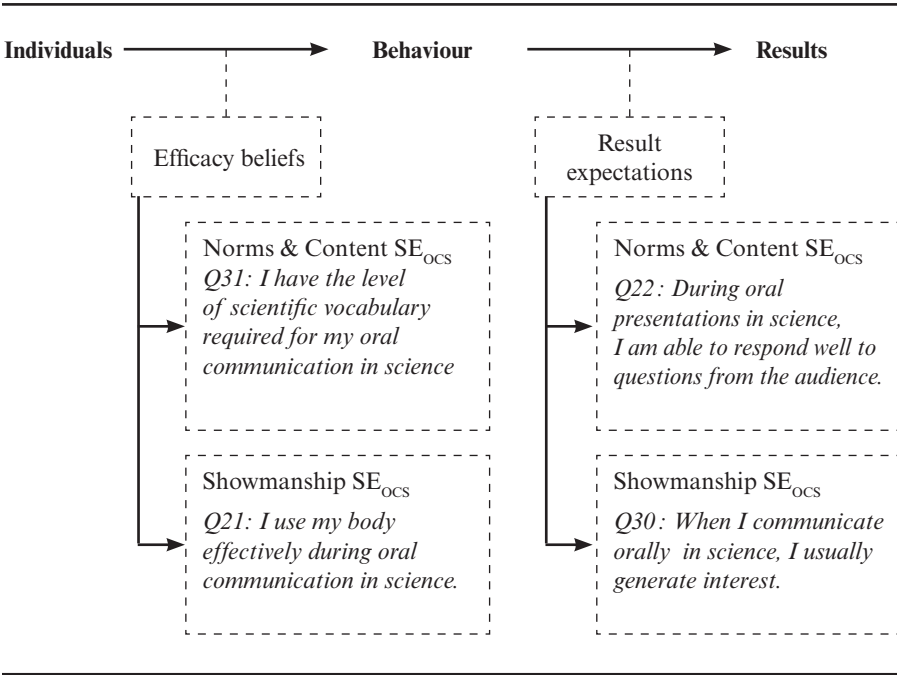 Individuals Behaviour Results
Efficacy beliefs
Result
expectations
Norms & Content SE_OCS
Q31: I have the level
of scientific vocabulary
required for my oral
communication in science
Norms & Content SE_OCS
Q22: During oral
presentations in science,
I am able to respond well to
questions from the audience.
Showmanship SE_OCS
Q21: I use my body
effectively during oral
communication in science.
Showmanship SE_OCS
Q30: When I communicate
orally in science, I usually
generate interest.